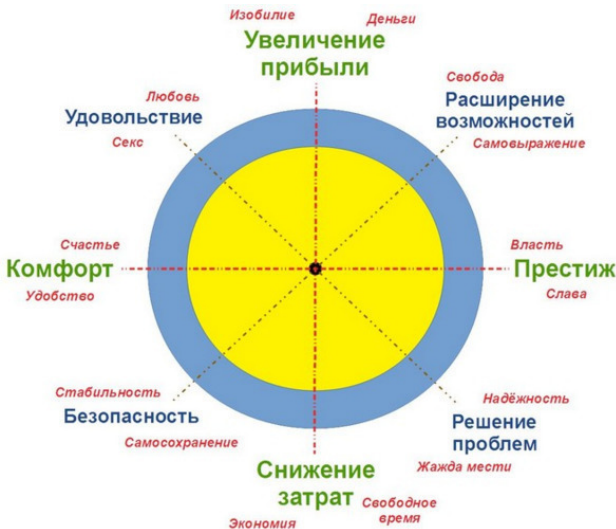 Изобилие
Деньги
Увеличение
прибыли
Свобода
Расширение
возможностей
Самовыражение
Любовь
Удовольствие
Секс
Счастье
Комфорт
Удобство
Власть
Престиж
Слава
Стабильность
Безопасность
Самосохранение
Надёжность
Решение
проблем
Жажда мести
Снижение
затрат
Свободное
время
Экономия